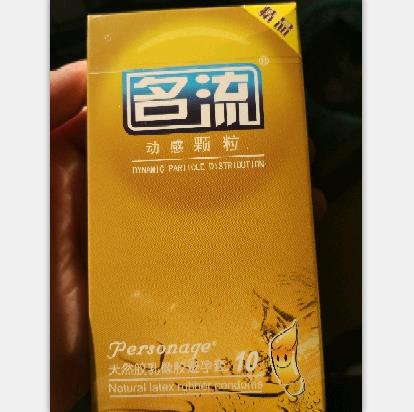 精品
名流®
动感颗粒
DYNAMIC PARTICLE DISTRIBUTION
Personage®
天然胶乳橡胶避孕套 10
Natural latex rubber condoms